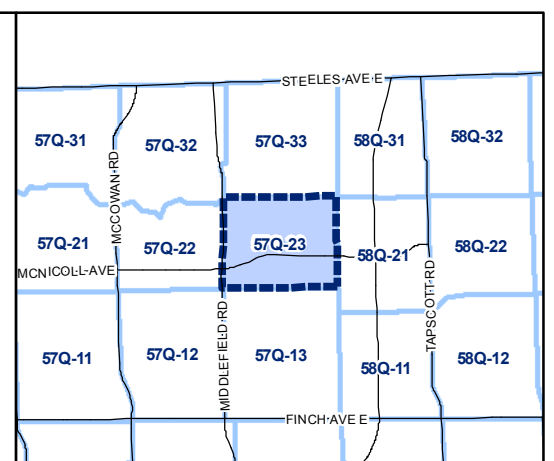 STEELES AVE E
57Q-31
57Q-32
57Q-33
58Q-31
58Q-32
MCCOWAN RD
57Q-21
57Q-22
57Q-23
58Q-21
58Q-22
MCNICOLL AVE
TAPSCOTT RD
MIDDLEFIELD RD
57Q-11
57Q-12
57Q-13
58Q-11
58Q-12
FINCH AVE E